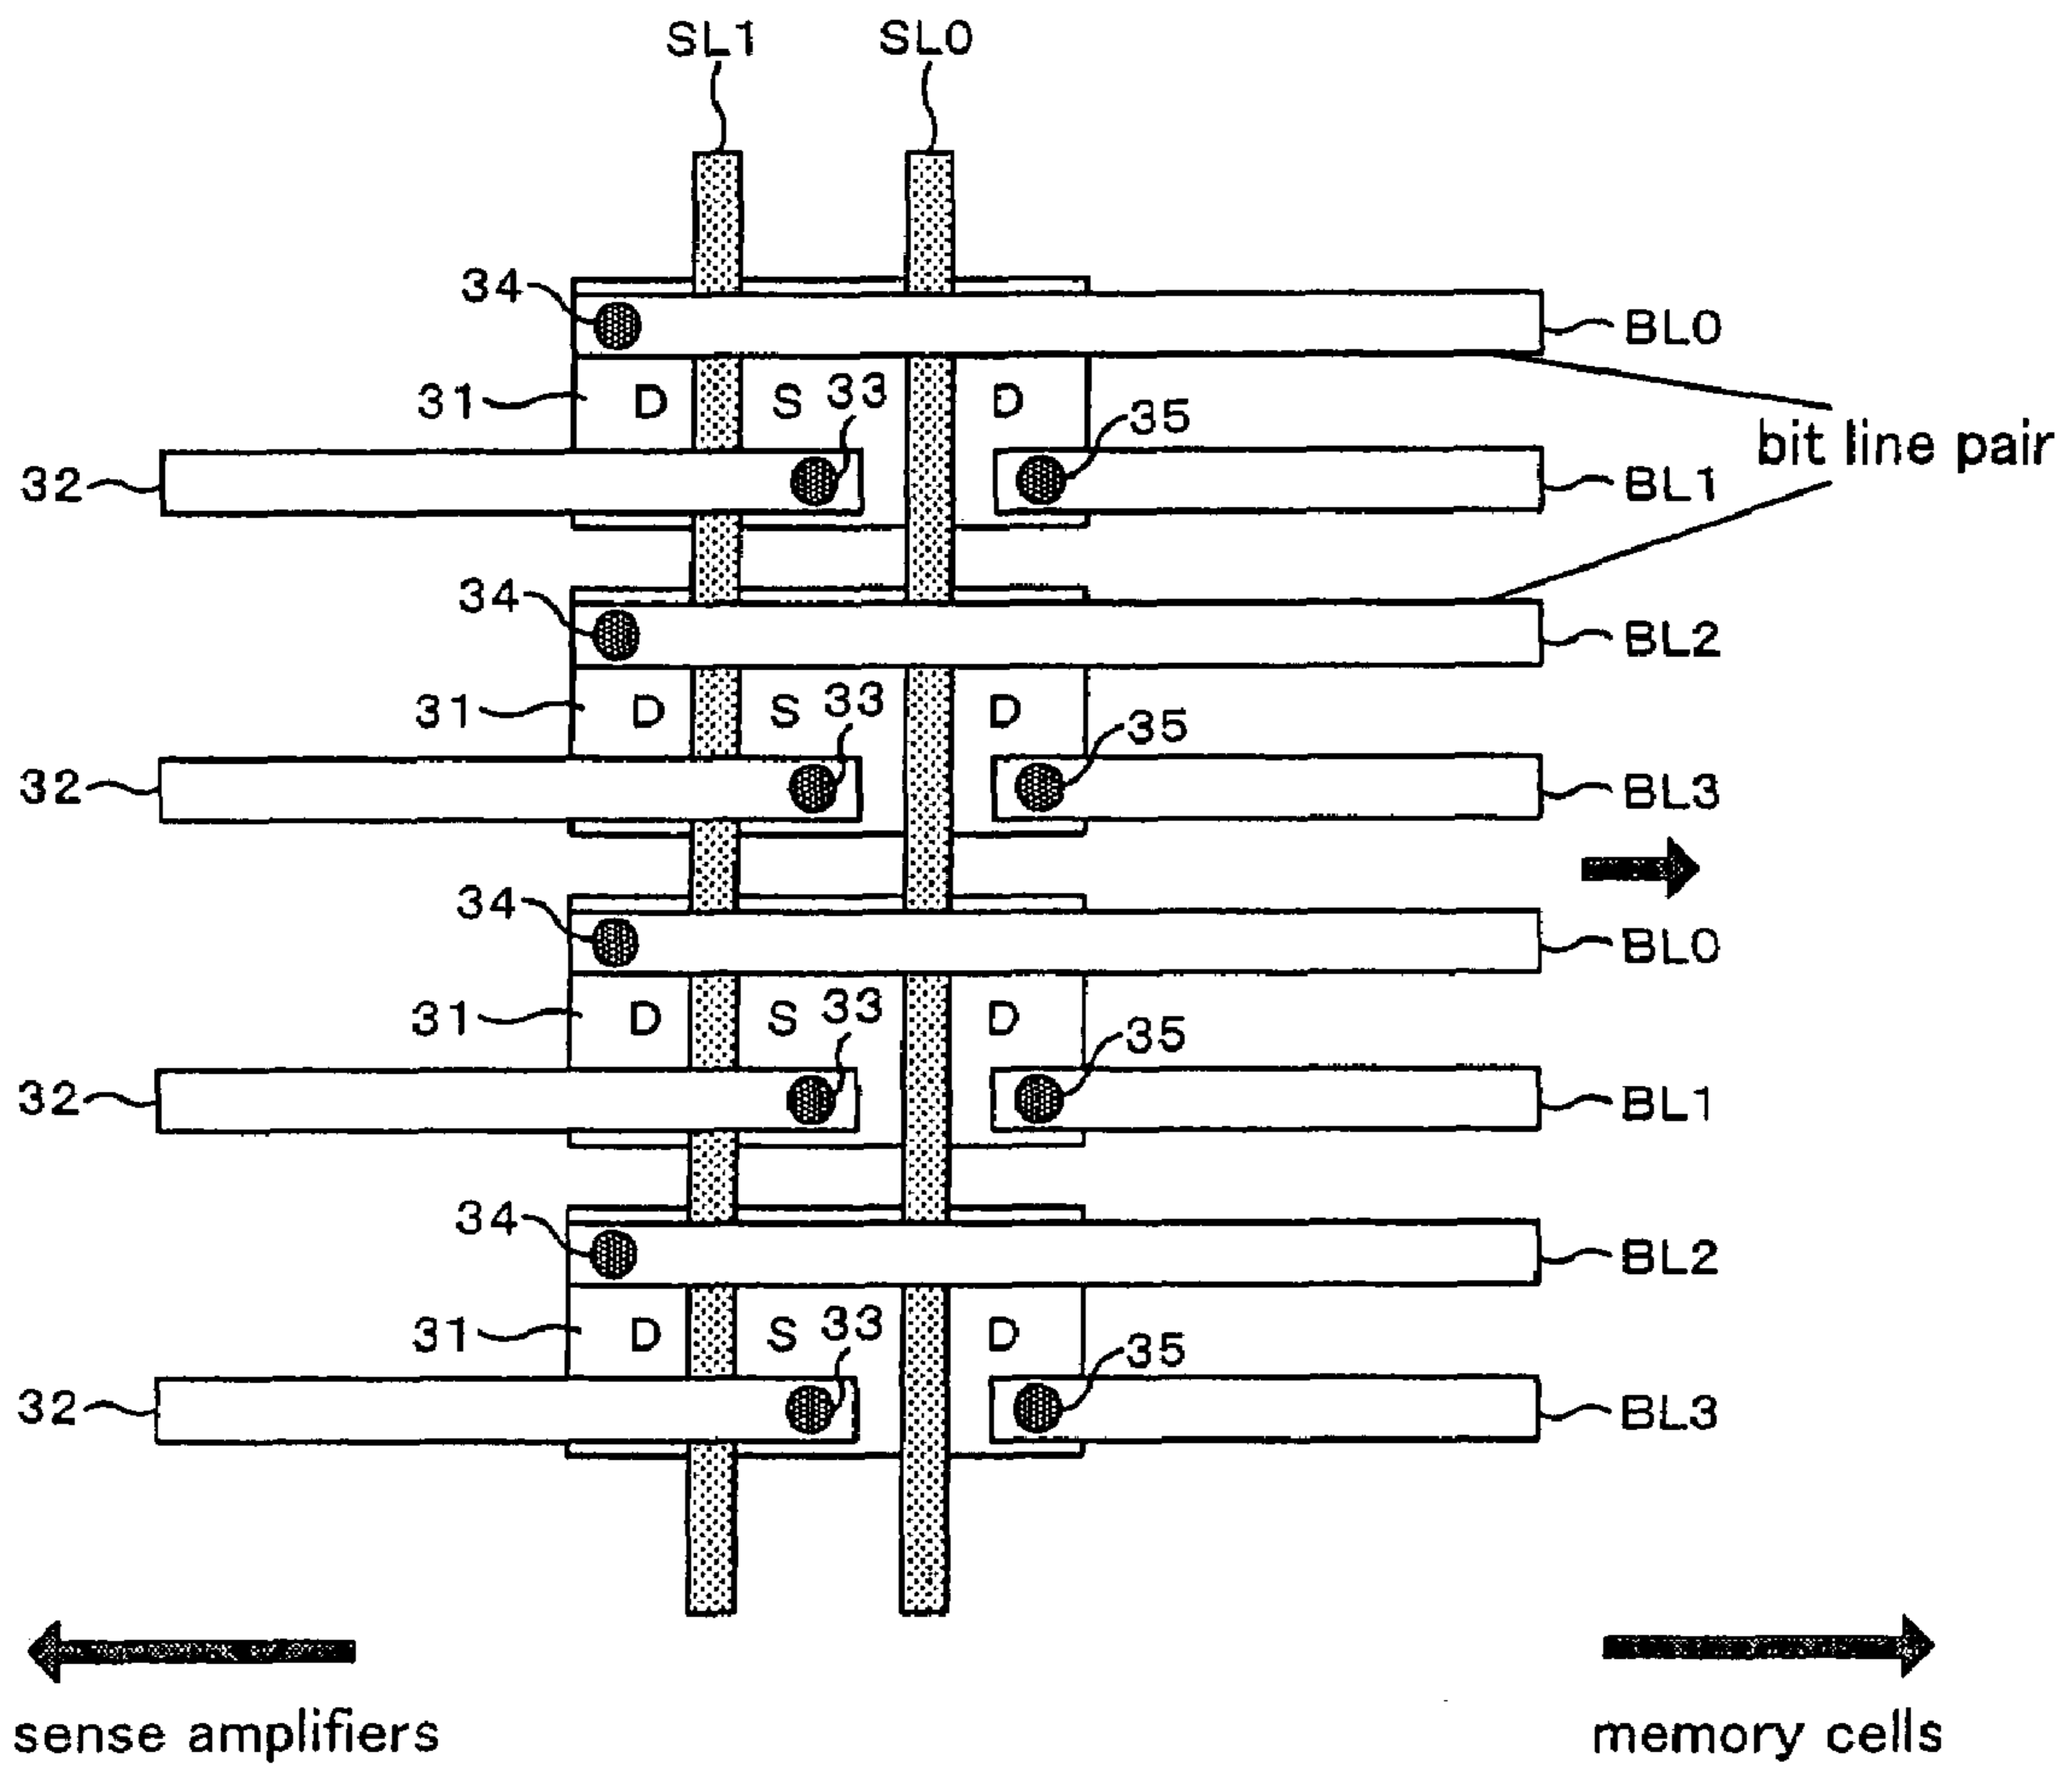 SL1 SL0
34
BL0
31 D S 33 D 35
bit line pair
32
BL1
34
BL2
31 D S 33 D 35
32
BL3
34
BL0
31 D S 33 D 35
32
BL1
34
BL2
31 D S 33 D 35
32
BL3
sense amplifiers
memory cells